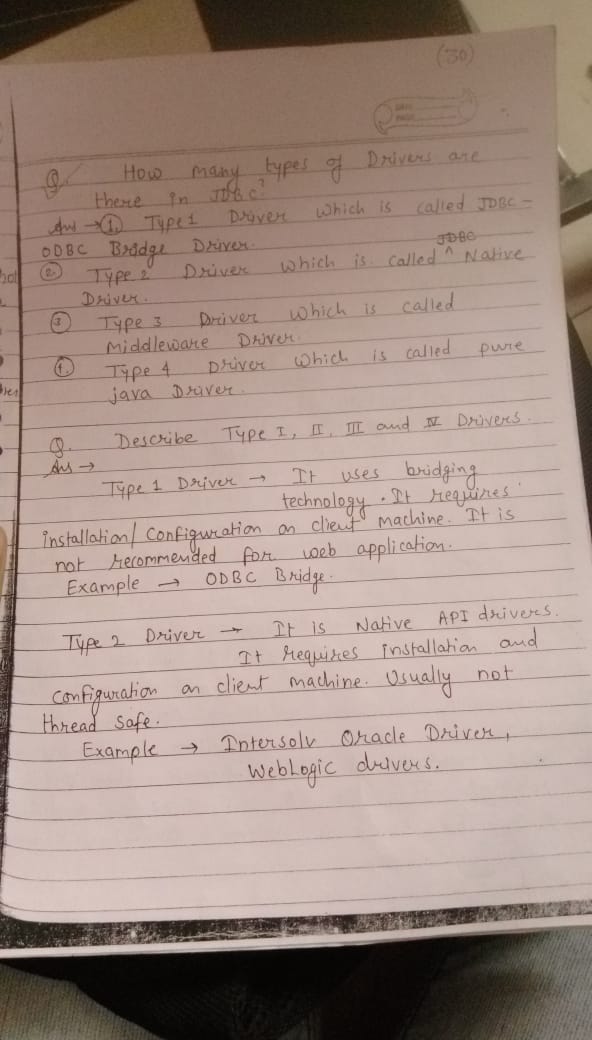 (30)
Q. How many types of Drivers are
there in JDBC?
Ans → ①. Type 1 Driver which is called JDBC-
ODBC Bridge Driver.
② Type 2 Driver which is called ^ JDBC Native
Driver.
③ Type 3 Driver which is called
Middleware Driver.
④. Type 4 Driver which is called pure
java Driver.
Q. Describe Type I, II, III and IV Drivers.
Ans →
Type 1 Driver → It uses bridging
technology. It requires
installation/Configuration on client machine. It is
not recommended for web application.
Example → ODBC Bridge.
Type 2 Driver → It is Native API drivers.
It requires installation and
configuration on client machine. Usually not
thread safe.
Example → Intersolv Oracle Driver,
WebLogic drivers.